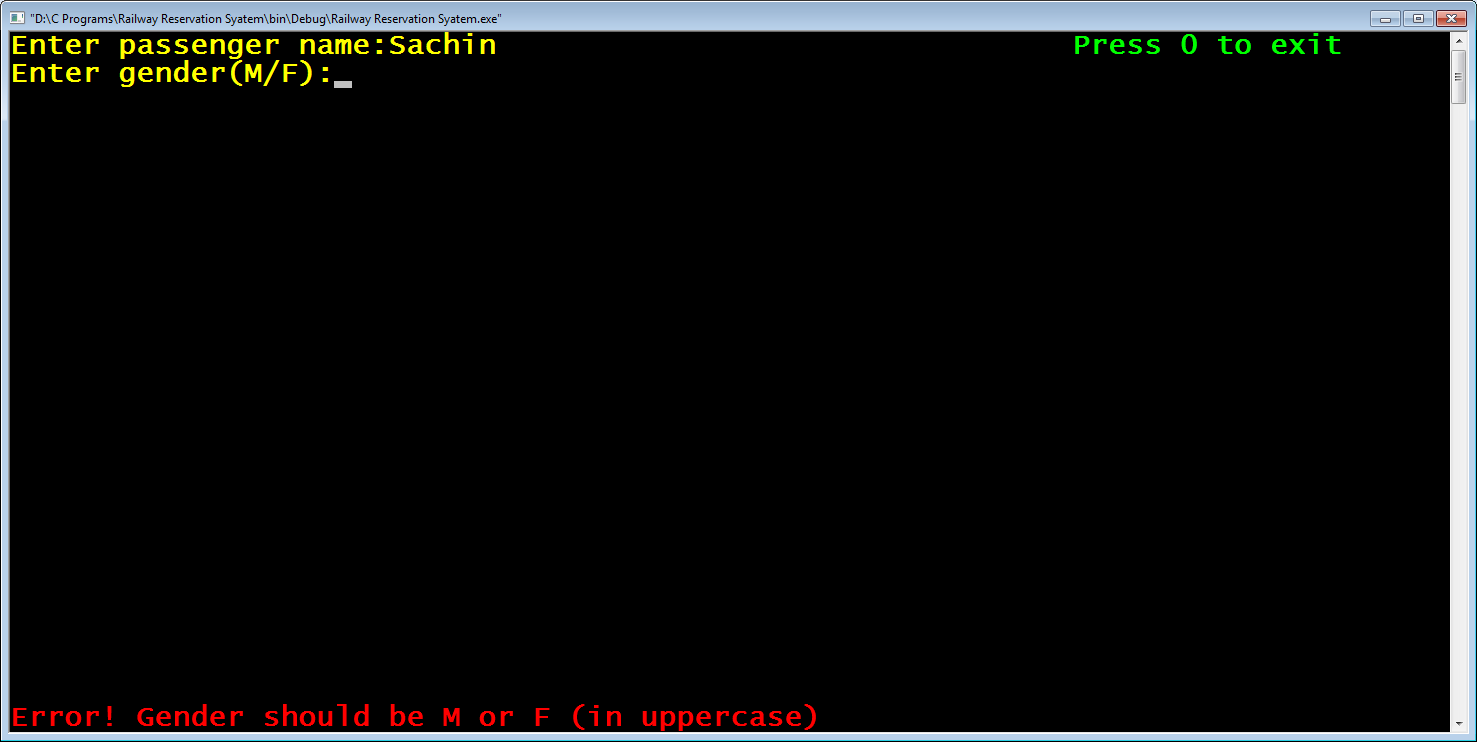 "D:\C Programs\Railway Reservation Syatem\bin\Debug\Railway Reservation Syatem.exe"
Enter passenger name:Sachin Press 0 to exit
Enter gender(M/F):_
Error! Gender should be M or F (in uppercase)